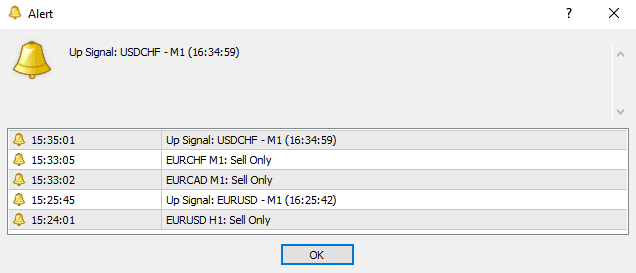 Alert
?
Up Signal: USDCHF - M1 (16:34:59)
15:35:01 Up Signal: USDCHF - M1 (16:34:59)
15:33:05 EURCHF M1: Sell Only
15:33:02 EURCAD M1: Sell Only
15:25:45 Up Signal: EURUSD - M1 (16:25:42)
15:24:01 EURUSD H1: Sell Only
OK